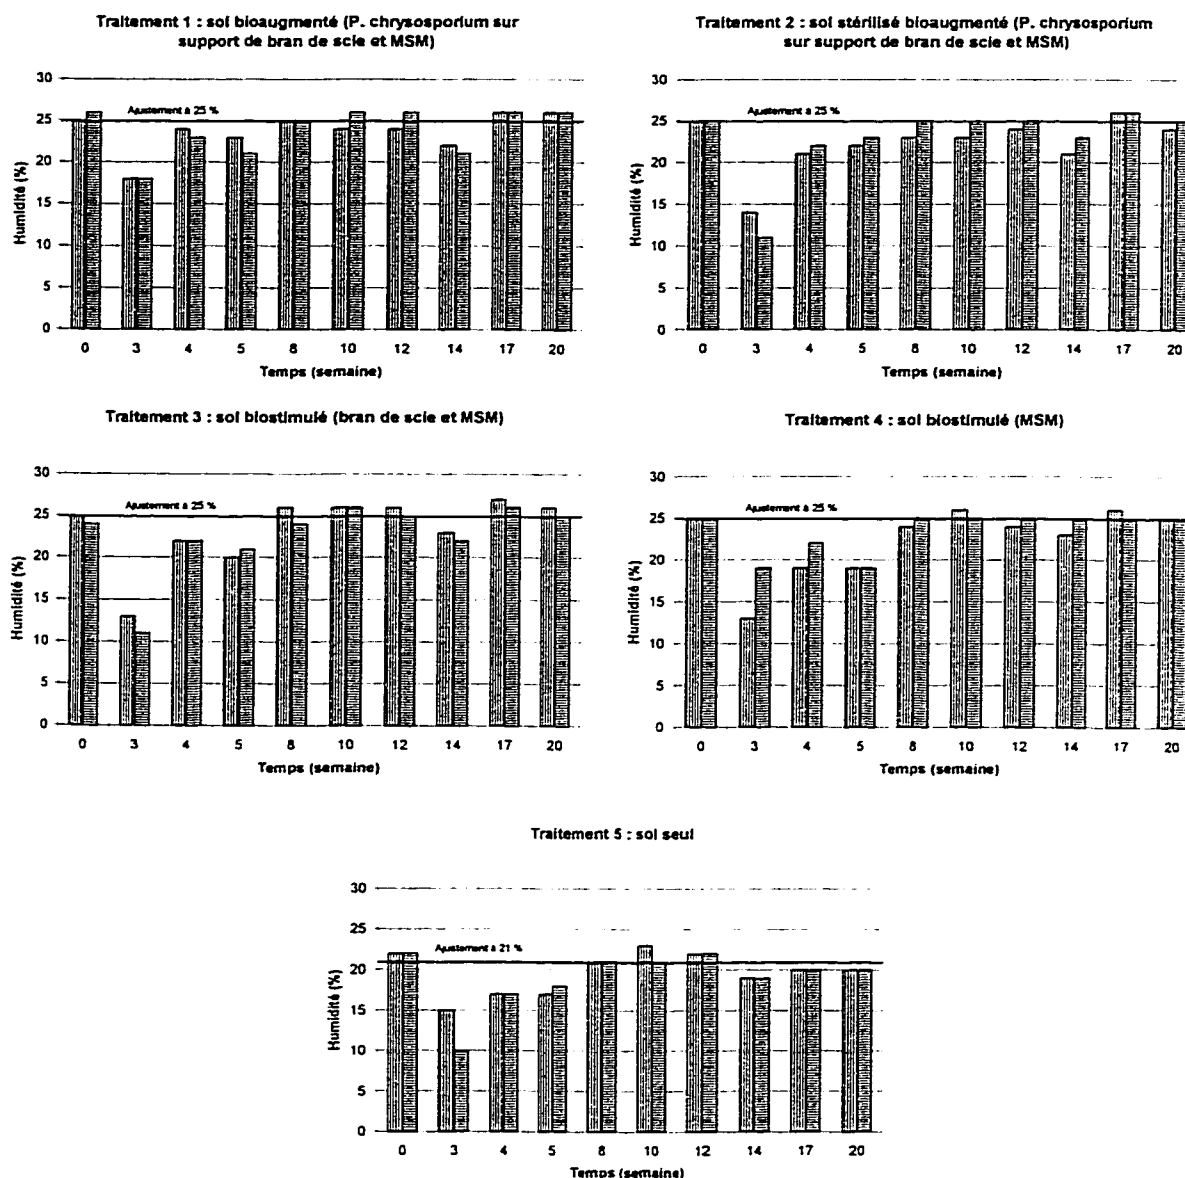 Traitement 1 : sol bioaugmenté (P. chrysosporium sur
support de bran de scie et MSM)
30
25
20
15
10
5
0
Humidité (%)
Ajustement à 25 %
0 3 4 5 8 10 12 14 17 20
Temps (semaine)
Traitement 2 : sol stérilisé bioaugmenté (P. chrysosporium
sur support de bran de scie et MSM)
30
25
20
15
10
5
0
Humidité (%)
Ajustement à 25 %
0 3 4 5 8 10 12 14 17 20
Temps (semaine)
Traitement 3 : sol biostimulé (bran de scie et MSM)
30
25
20
15
10
5
0
Humidité (%)
Ajustement à 25 %
0 3 4 5 8 10 12 14 17 20
Temps (semaine)
Traitement 4 : sol biostimulé (MSM)
30
25
20
15
10
5
0
Humidité (%)
Ajustement à 25 %
0 3 4 5 8 10 12 14 17 20
Temps (semaine)
Traitement 5 : sol seul
30
25
20
15
10
5
0
Humidité (%)
Ajustement à 21 %
0 3 4 5 8 10 12 14 17 20
Temps (semaine)